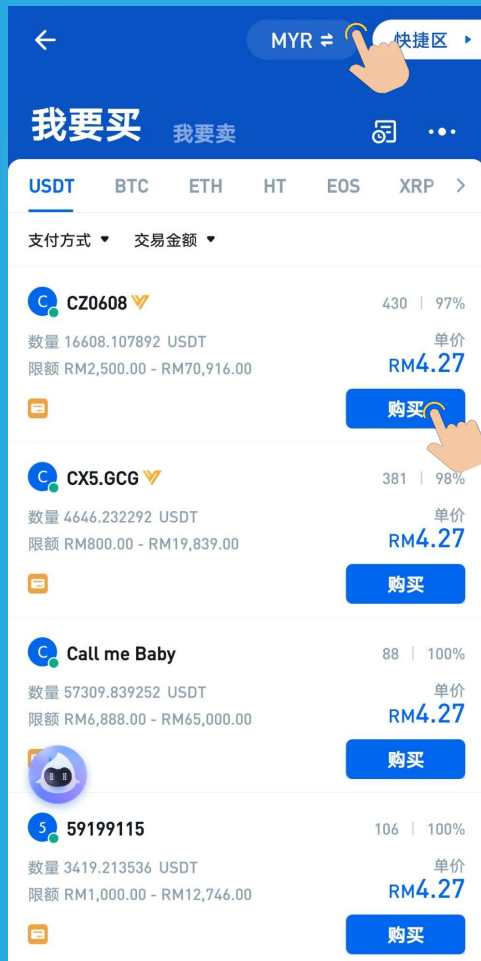 MYR ⇌ 快捷区
我要买 我要卖
USDT BTC ETH HT EOS XRP
支付方式 交易金额
C CZ0608 430 | 97%
数量 16608.107892 USDT 单价
限额 RM2,500.00 - RM70,916.00 RM4.27
购买
C CX5.GCG 381 | 98%
数量 4646.232292 USDT 单价
限额 RM800.00 - RM19,839.00 RM4.27
购买
C Call me Baby 88 | 100%
数量 57309.839252 USDT 单价
限额 RM6,888.00 - RM65,000.00 RM4.27
购买
5 59199115 106 | 100%
数量 3419.213536 USDT 单价
限额 RM1,000.00 - RM12,746.00 RM4.27
购买